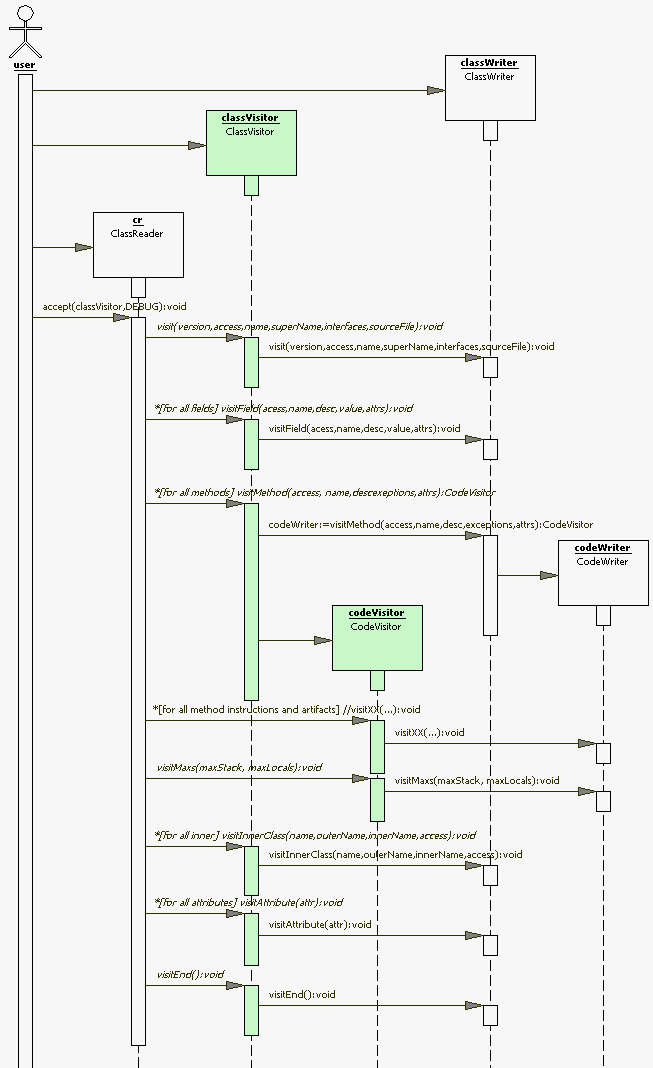 user
classWriter
ClassWriter
classVisitor
ClassVisitor
cr
ClassReader
accept(classVisitor,DEBUG):void
visit(version,access,name,superName,interfaces,sourceFile):void
visit(version,access,name,superName,interfaces,sourceFile):void
*[for all fields] visitField(acess,name,desc,value,attrs):void
visitField(acess,name,desc,value,attrs):void
*[for all methods] visitMethod(access, name,descexeptions,attrs):CodeVisitor
codeWriter:=visitMethod(access,name,desc,exceptions,attrs):CodeVisitor
codeWriter
CodeWriter
codeVisitor
CodeVisitor
*[for all method instructions and artifacts] //visitXX(...):void
visitXX(...):void
visitMaxs(maxStack, maxLocals):void
visitMaxs(maxStack, maxLocals):void
*[for all inner] visitInnerClass(name,outerName,innerName,access):void
visitInnerClass(name,outerName,innerName,access):void
*[for all attributes] visitAttribute(attr):void
visitAttribute(attr):void
visitEnd():void
visitEnd():void